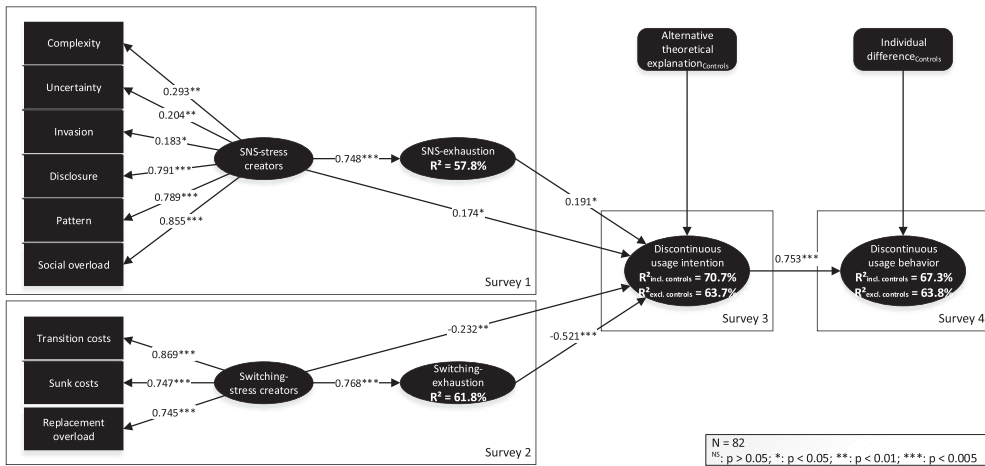 Complexity
Uncertainty
Invasion
Disclosure
Pattern
Social overload
0.293**
0.204**
0.183*
0.791***
0.789***
0.855***
SNS-stress
creators
0.748***
SNS-exhaustion
R² = 57.8%
0.174*
0.191*
Survey 1
Transition costs
Sunk costs
Replacement
overload
0.869***
0.747***
0.745***
Switching-
stress creators
0.768***
Switching-
exhaustion
R² = 61.8%
-0.232**
-0.521***
Survey 2
Alternative
theoretical
explanationControls
Discontinuous
usage intention
R²incl. controls = 70.7%
R²excl. controls = 63.7%
Survey 3
0.753***
Individual
differenceControls
Discontinuous
usage behavior
R²incl. controls = 67.3%
R²excl. controls = 63.8%
Survey 4
N = 82
NS: p > 0.05; *: p < 0.05; **: p < 0.01; ***: p < 0.005